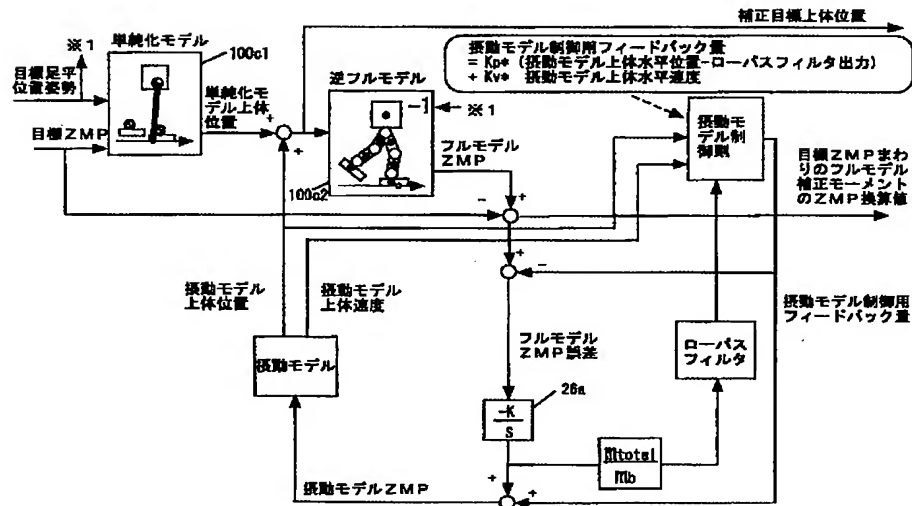 補正目標上体位置
※1
単純化モデル
100c1
摂動モデル制御用フィードバック量
= Kp* (摂動モデル上体水平位置-ローパスフィルタ出力)
+ Kv* 摂動モデル上体水平速度
目標足平
位置姿勢
目標ZMP
単純化モ
デル上体
位置
+
+
逆フルモデル
-1
※1
100c2
フルモデル
ZMP
摂動モ
デル制御
則
目標ZMPまわ
りのフルモデル
補正モーメント
のZMP換算値
-
+
+
-
摂動モデル
上体位置
摂動モデル
上体速度
摂動モデル
フルモデル
ZMP誤差
26a
-K
S
ローパス
フィルタ
摂動モデル制御用
フィードバック量
Mtotal
Mb
摂動モデルZMP
+
+